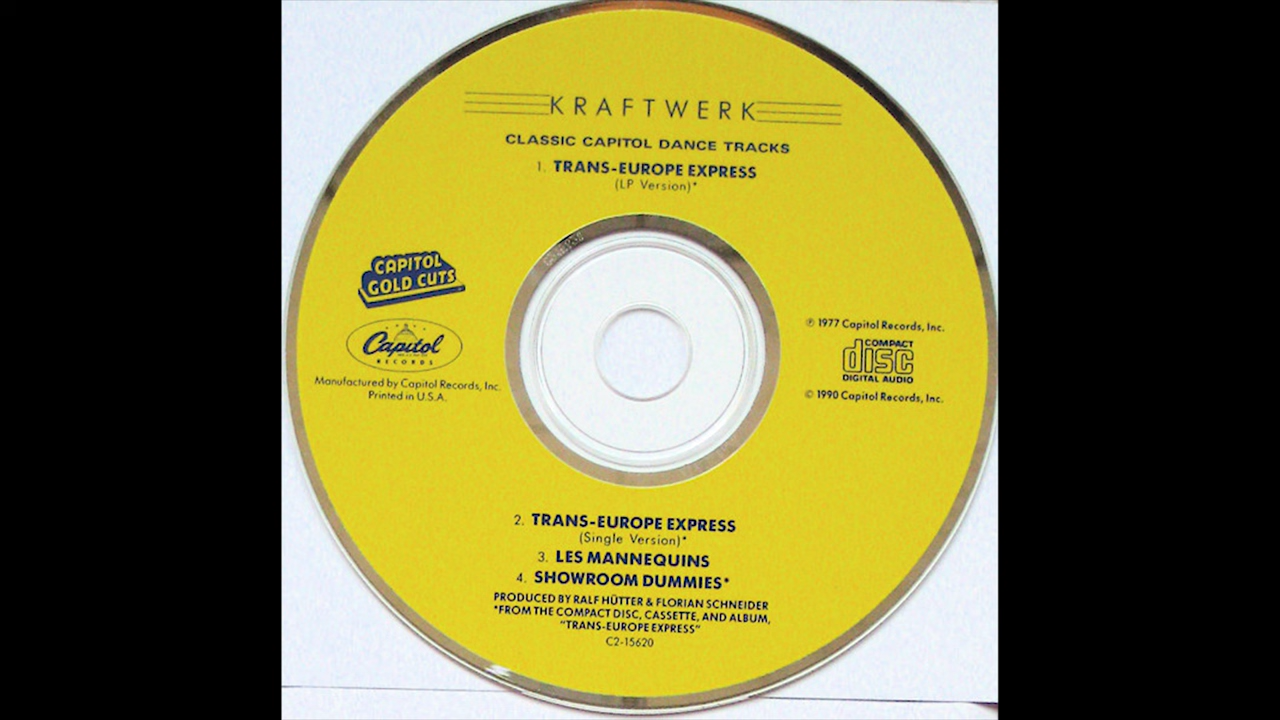 KRAFTWERK
CLASSIC CAPITOL DANCE TRACKS
1. TRANS-EUROPE EXPRESS
(LP Version)*
CAPITOL
GOLD CUTS
Capitol
RECORDS
Manufactured by Capitol Records, Inc.
Printed in U.S.A.
℗ 1977 Capitol Records, Inc.
COMPACT
disc
DIGITAL AUDIO
© 1990 Capitol Records, Inc.
2. TRANS-EUROPE EXPRESS
(Single Version)*
3. LES MANNEQUINS
4. SHOWROOM DUMMIES*
PRODUCED BY RALF HÜTTER & FLORIAN SCHNEIDER
*FROM THE COMPACT DISC, CASSETTE, AND ALBUM,
"TRANS-EUROPE EXPRESS"
C2-15620